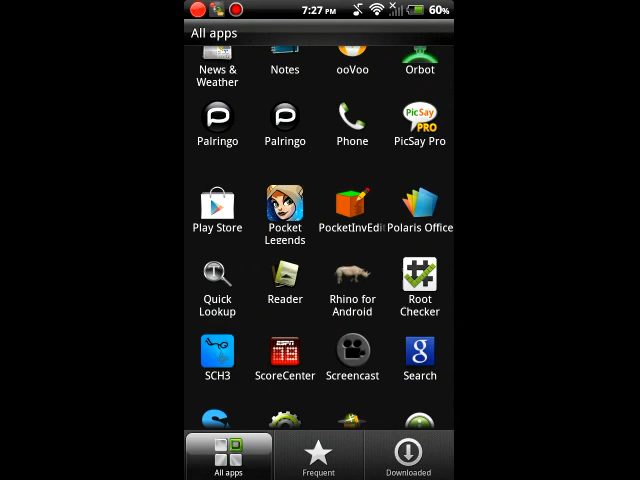 7:27 PM
60%
All apps
News &
Weather
Notes
ooVoo
Orbot
Palringo
Palringo
Phone
PicSay
PRO
PicSay Pro
Play Store
Pocket
Legends
PocketInvEdi
Polaris Office
Quick
Lookup
Reader
Rhino for
Android
Root
Checker
SCH3
ESPN
ScoreCenter
Screencast
g
Search
All apps
Frequent
Downloaded